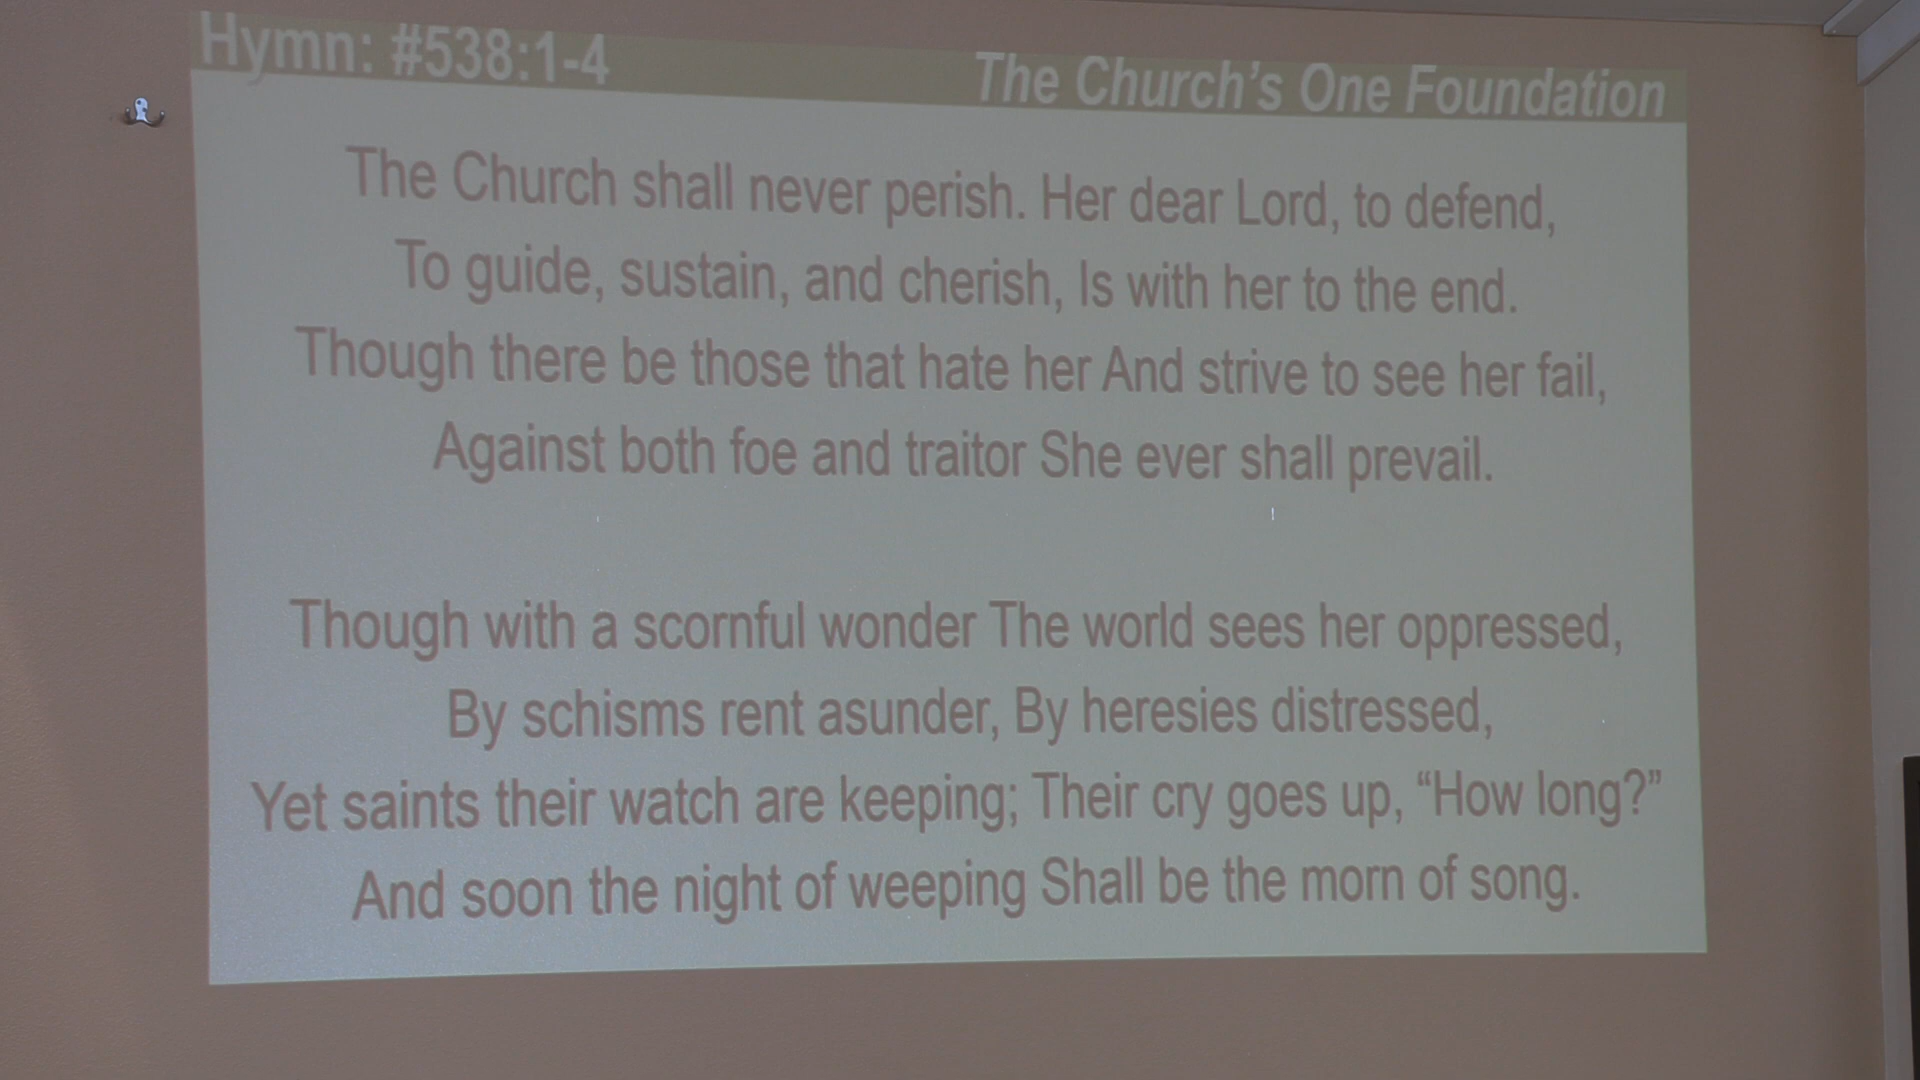 Hymn: #538:1-4 The Church’s One Foundation
The Church shall never perish. Her dear Lord, to defend,
To guide, sustain, and cherish, Is with her to the end.
Though there be those that hate her And strive to see her fail,
Against both foe and traitor She ever shall prevail.
Though with a scornful wonder The world sees her oppressed,
By schisms rent asunder, By heresies distressed,
Yet saints their watch are keeping; Their cry goes up, “How long?”
And soon the night of weeping Shall be the morn of song.